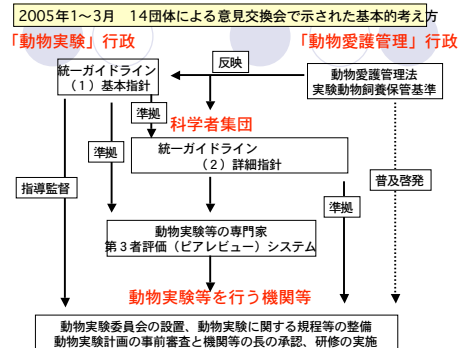 2005年1~3月　14団体による意見交換会で示された基本的考え方
「動物実験」行政
「動物愛護管理」行政
反映
統一ガイドライン
（１）基本指針
動物愛護管理法
実験動物飼養保管基準
準拠
科学者集団
準拠
統一ガイドライン
（２）詳細指針
指導監督
普及啓発
準拠
動物実験等の専門家
第３者評価（ピアレビュー）システム
動物実験等を行う機関等
動物実験委員会の設置、動物実験に関する規程等の整備
動物実験計画の事前審査と機関等の長の承認、研修の実施